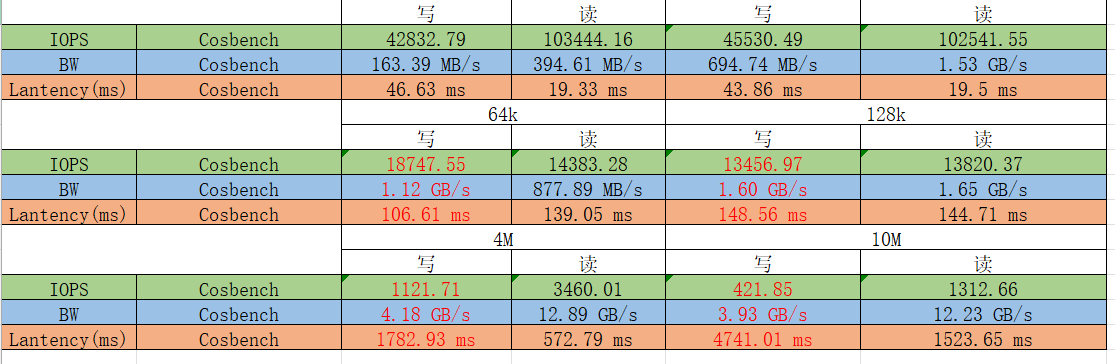 写 读 写 读
IOPS Cosbench 42832.79 103444.16 45530.49 102541.55
BW Cosbench 163.39 MB/s 394.61 MB/s 694.74 MB/s 1.53 GB/s
Lantency(ms) Cosbench 46.63 ms 19.33 ms 43.86 ms 19.5 ms
64k 128k
写 读 写 读
IOPS Cosbench 18747.55 14383.28 13456.97 13820.37
BW Cosbench 1.12 GB/s 877.89 MB/s 1.60 GB/s 1.65 GB/s
Lantency(ms) Cosbench 106.61 ms 139.05 ms 148.56 ms 144.71 ms
4M 10M
写 读 写 读
IOPS Cosbench 1121.71 3460.01 421.85 1312.66
BW Cosbench 4.18 GB/s 12.89 GB/s 3.93 GB/s 12.23 GB/s
Lantency(ms) Cosbench 1782.93 ms 572.79 ms 4741.01 ms 1523.65 ms